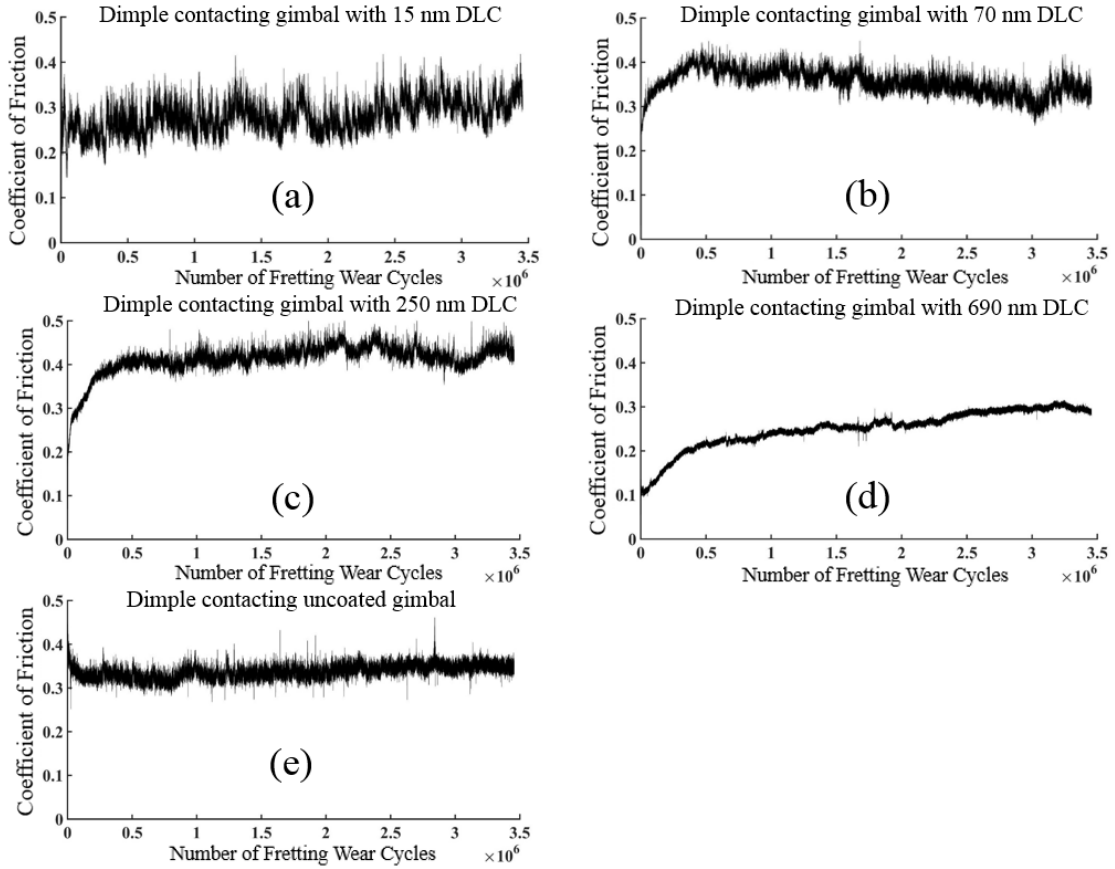 Dimple contacting gimbal with 15 nm DLC
Coefficient of Friction
0.5
0.4
0.3
0.2
0.1
0
(a)
0 0.5 1 1.5 2 2.5 3 3.5
Number of Fretting Wear Cycles ×10⁶
Dimple contacting gimbal with 70 nm DLC
Coefficient of Friction
0.5
0.4
0.3
0.2
0.1
0
(b)
0 0.5 1 1.5 2 2.5 3 3.5
Number of Fretting Wear Cycles ×10⁶
Dimple contacting gimbal with 250 nm DLC
Coefficient of Friction
0.5
0.4
0.3
0.2
0.1
0
(c)
0 0.5 1 1.5 2 2.5 3 3.5
Number of Fretting Wear Cycles ×10⁶
Dimple contacting gimbal with 690 nm DLC
Coefficient of Friction
0.5
0.4
0.3
0.2
0.1
0
(d)
0 0.5 1 1.5 2 2.5 3 3.5
Number of Fretting Wear Cycles ×10⁶
Dimple contacting uncoated gimbal
Coefficient of Friction
0.5
0.4
0.3
0.2
0.1
0
(e)
0 0.5 1 1.5 2 2.5 3 3.5
Number of Fretting Wear Cycles ×10⁶